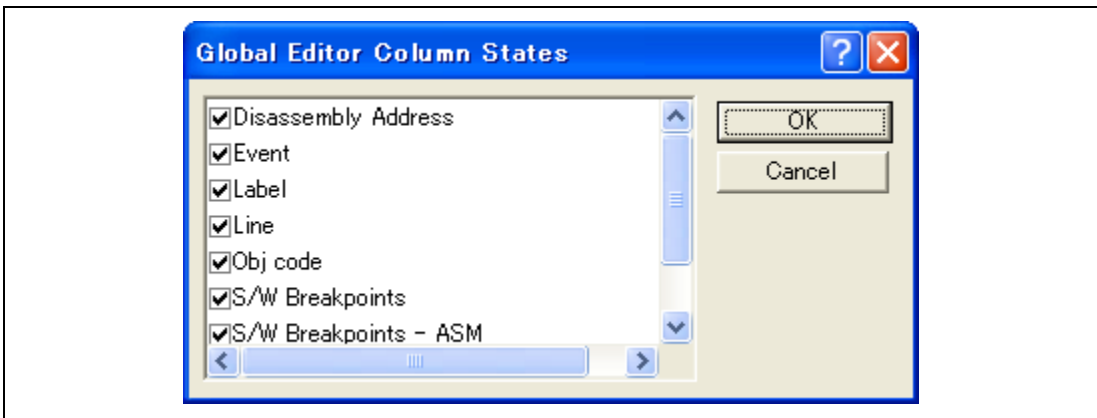 Global Editor Column States
Disassembly Address
Event
Label
Line
Obj code
S/W Breakpoints
S/W Breakpoints - ASM
OK
Cancel